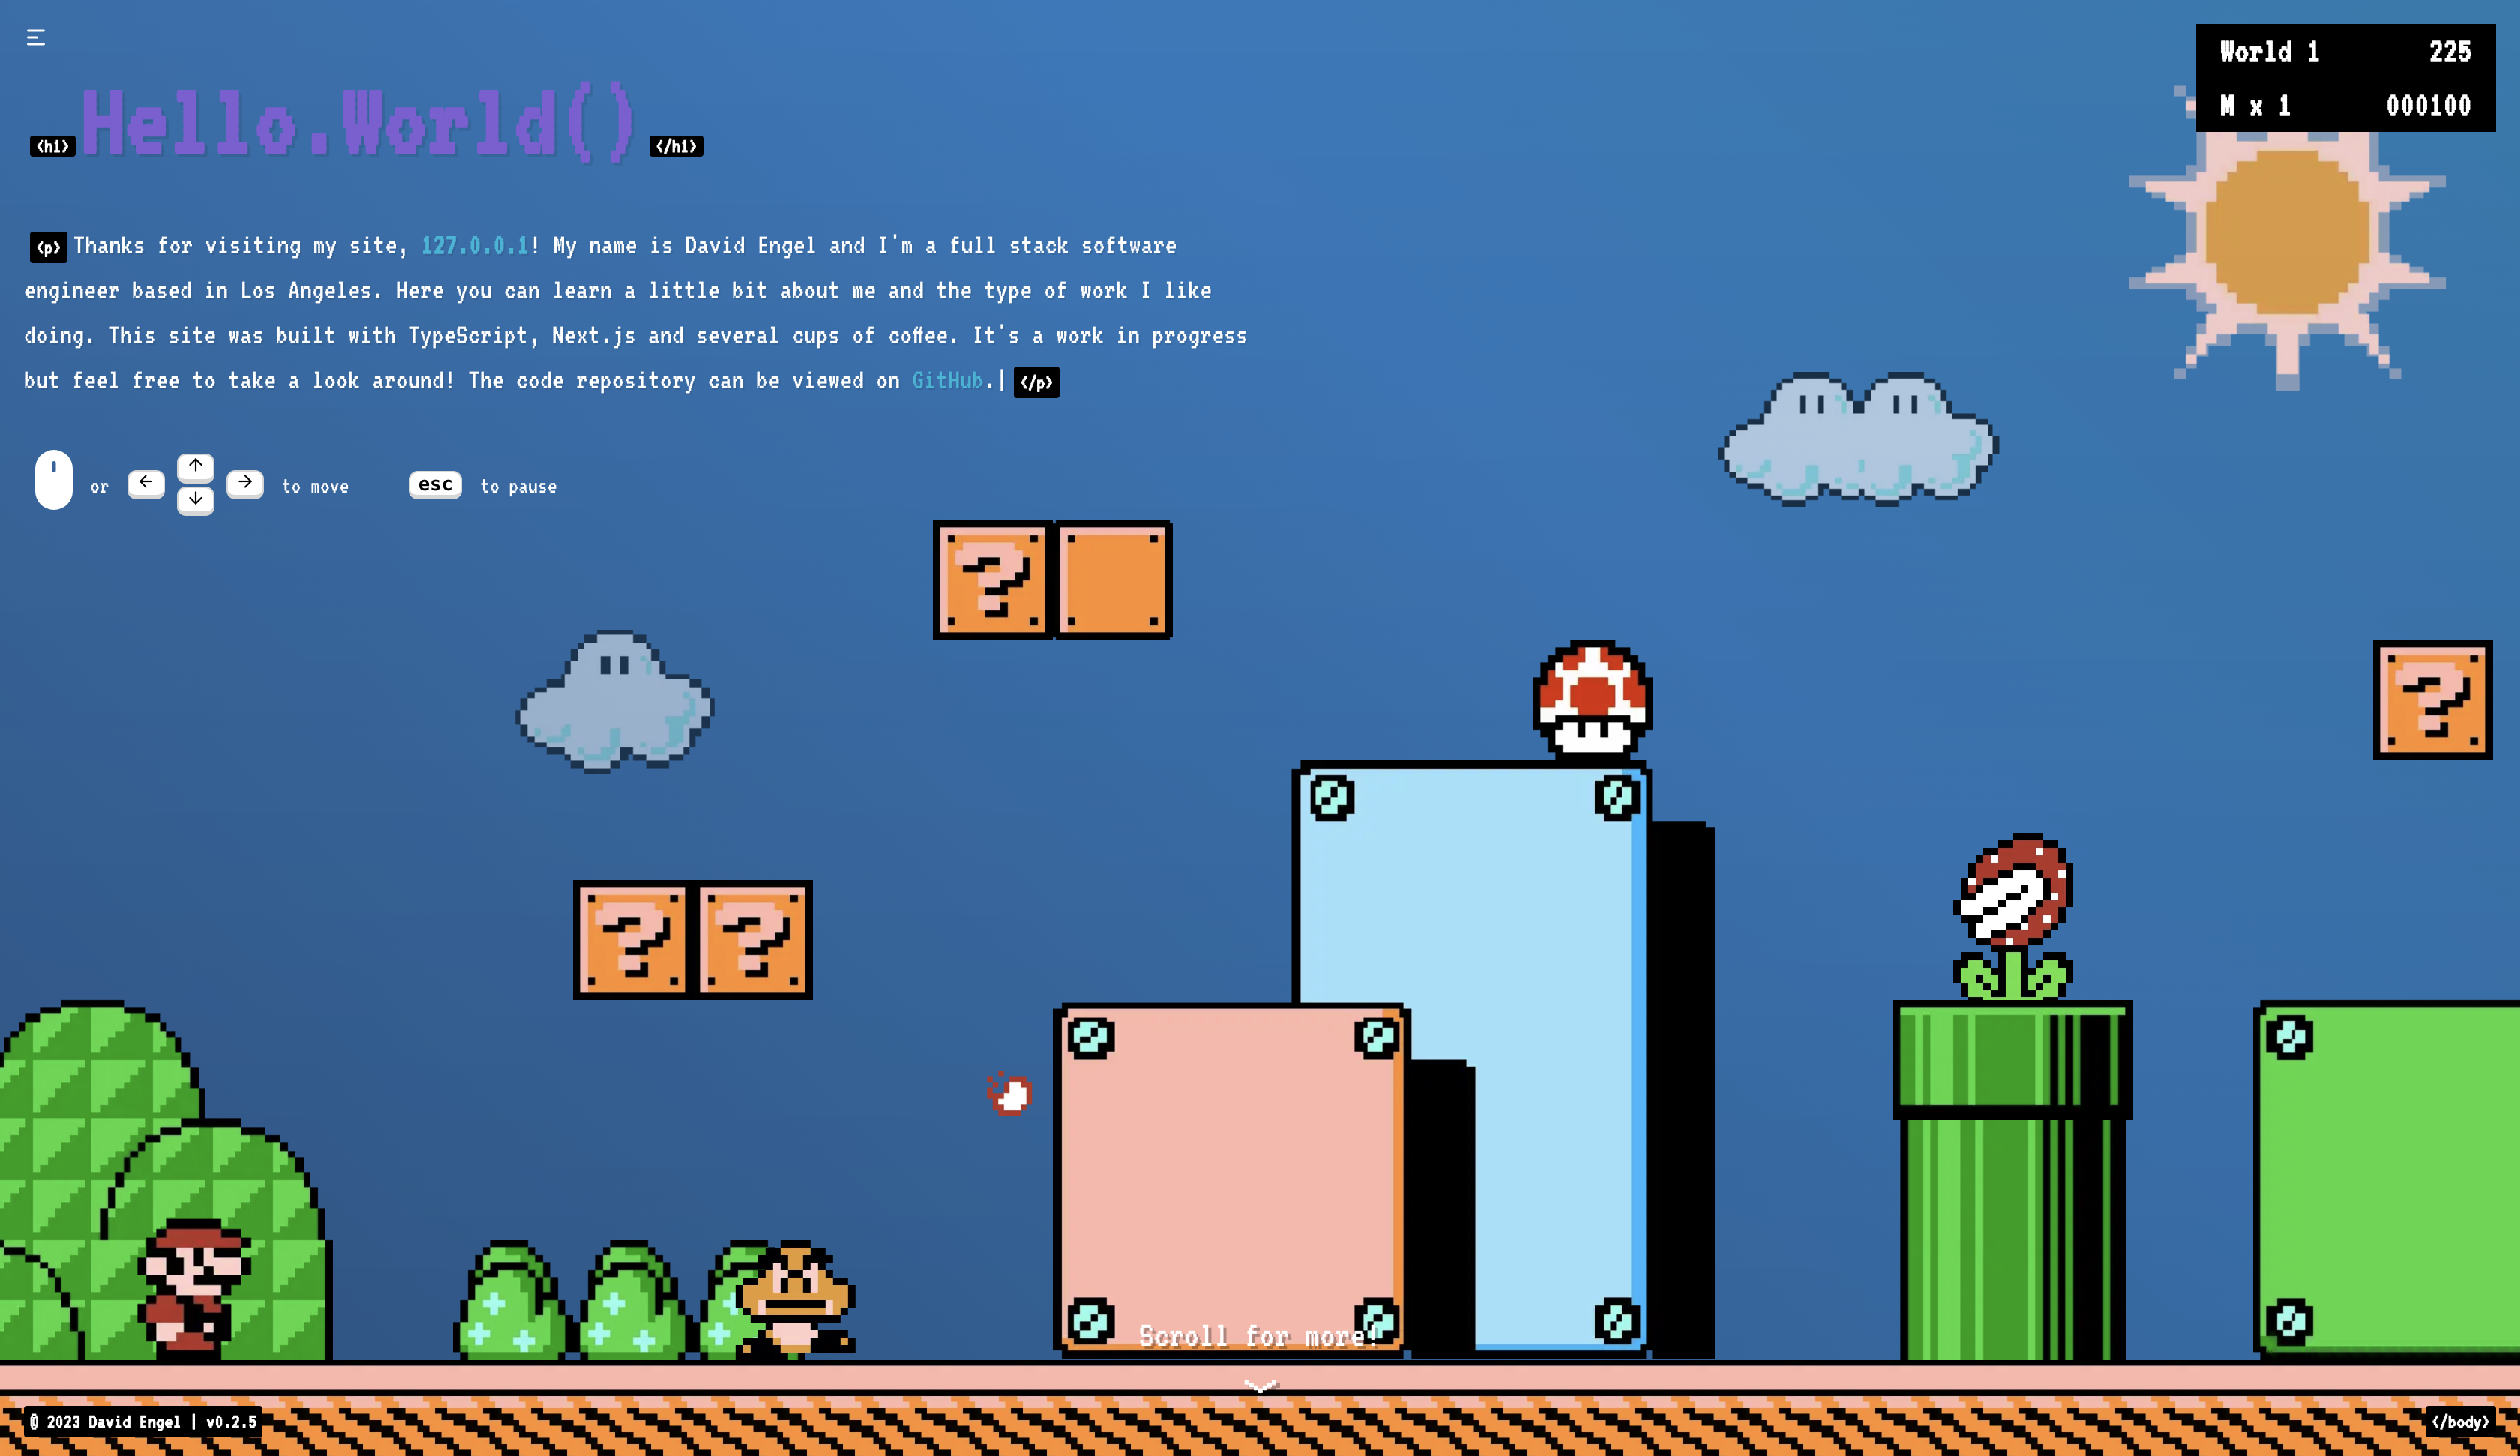 World 1 225
M x 1 000100
<h1> Hello.World() </h1>
<p> Thanks for visiting my site, 127.0.0.1! My name is David Engel and I'm a full stack software
engineer based in Los Angeles. Here you can learn a little bit about me and the type of work I like
doing. This site was built with TypeScript, Next.js and several cups of coffee. It's a work in progress
but feel free to take a look around! The code repository can be viewed on GitHub.| </p>
or ← ↑ ↓ → to move esc to pause
? 
?
? ?
Scroll for more!
© 2023 David Engel | v0.2.5 </body>